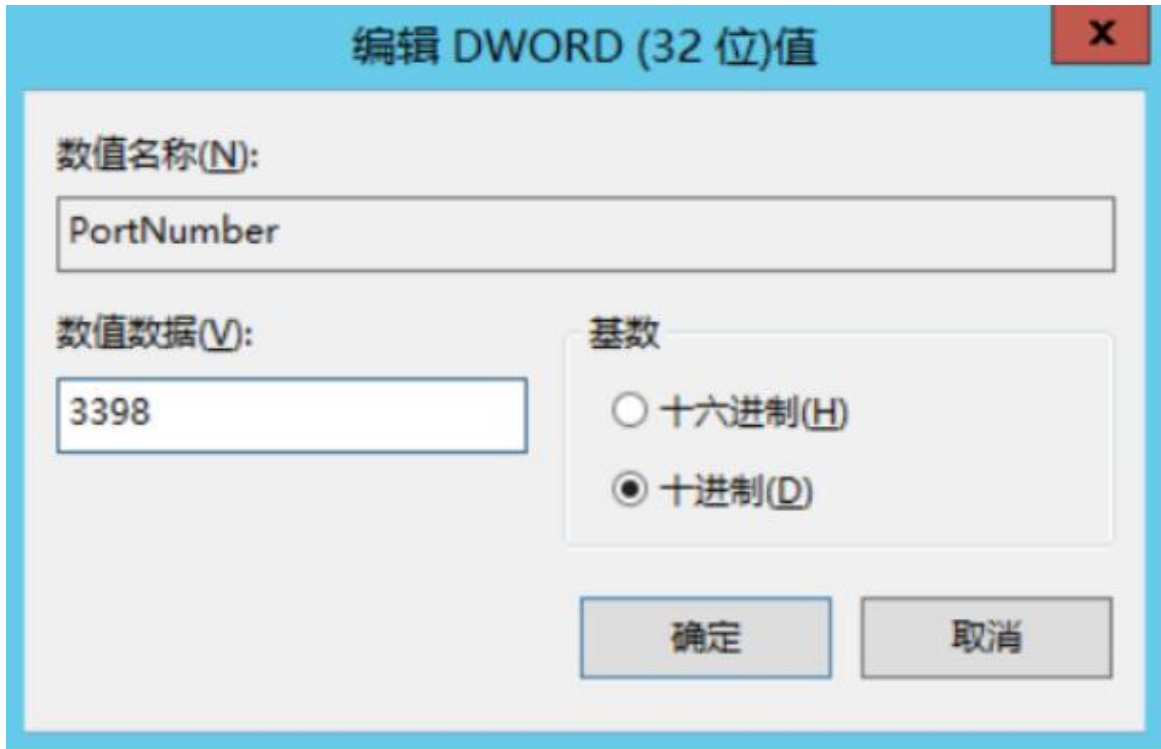 编辑 DWORD (32 位)值
x
数值名称(N):
PortNumber
数值数据(V):
3398
基数
十六进制(H)
十进制(D)
确定
取消